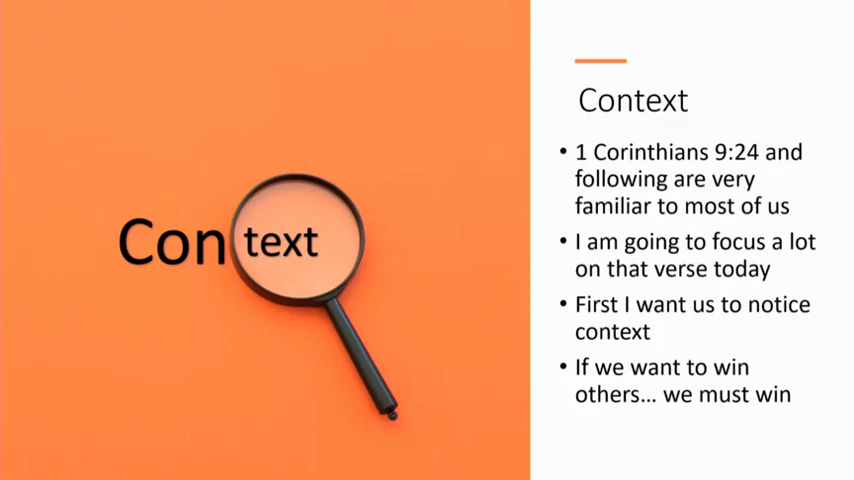 Context
Context
• 1 Corinthians 9:24 and
following are very
familiar to most of us
• I am going to focus a lot
on that verse today
• First I want us to notice
context
• If we want to win
others... we must win